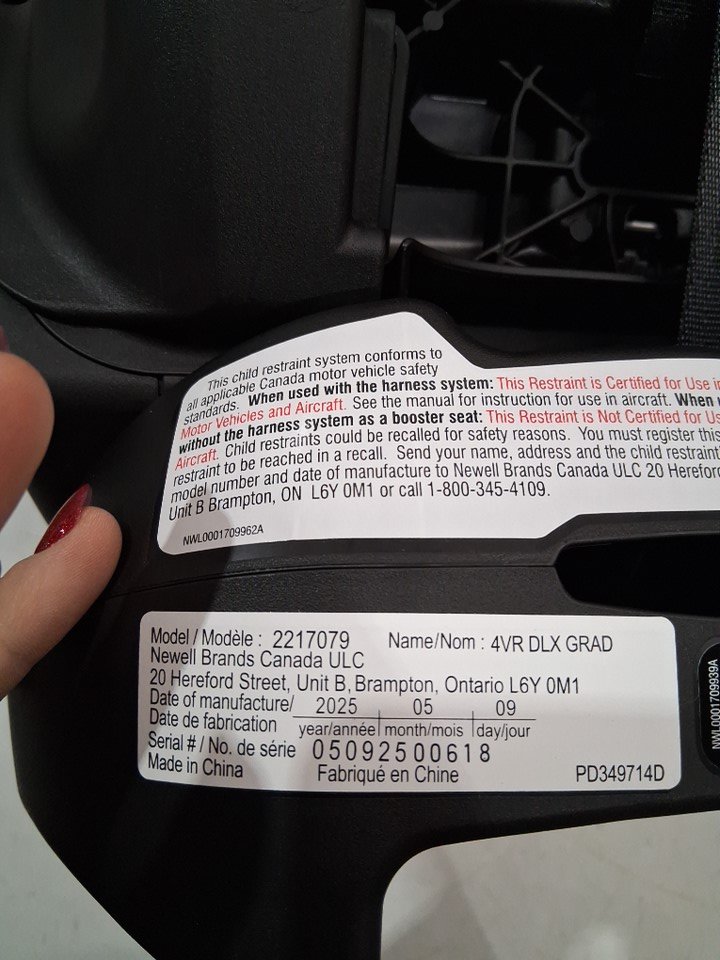 This child restraint system conforms to
all applicable Canada motor vehicle safety
standards. When used with the harness system: This Restraint is Certified for Use
Motor Vehicles and Aircraft. See the manual for instruction for use in aircraft. When
without the harness system as a booster seat: This Restraint is Not Certified for
Aircraft. Child restraints could be recalled for safety reasons. You must register this
restraint to be reached in a recall. Send your name, address and the child restraint
model number and date of manufacture to Newell Brands Canada ULC 20 Hereford
Unit B Brampton, ON L6Y 0M1 or call 1-800-345-4109.
NWL0001709962A
Model / Modèle : 2217079 Name/Nom : 4VR DLX GRAD
Newell Brands Canada ULC
20 Hereford Street, Unit B, Brampton, Ontario L6Y 0M1
Date of manufacture/ 2025 05 09
Date de fabrication year/année month/mois day/jour
Serial # / No. de série 05092500618
Made in China Fabriqué en Chine PD349714D
NWL0001709939A